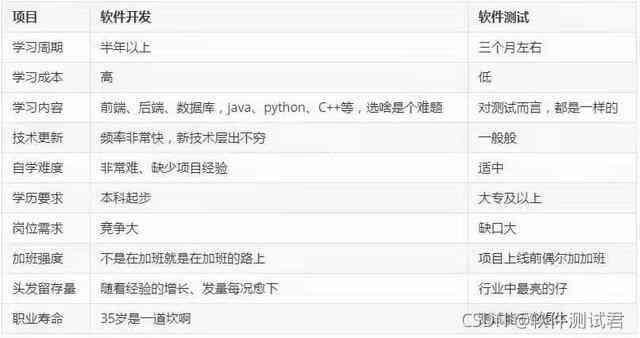 项目 软件开发 软件测试
学习周期 半年以上 三个月左右
学习成本 高 低
学习内容 前端、后端、数据库，java、python、C++等，选啥是个难题 对测试而言，都是一样的
技术更新 频率非常快，新技术层出不穷 一般般
自学难度 非常难、缺少项目经验 适中
学历要求 本科起步 大专及以上
岗位需求 竞争大 缺口大
加班强度 不是在加班就是在加班的路上 项目上线前偶尔加加班
头发留存量 随着经验的增长、发量每况愈下 行业中最亮的仔
职业寿命 35岁是一道坎啊
CSDN @软件测试君